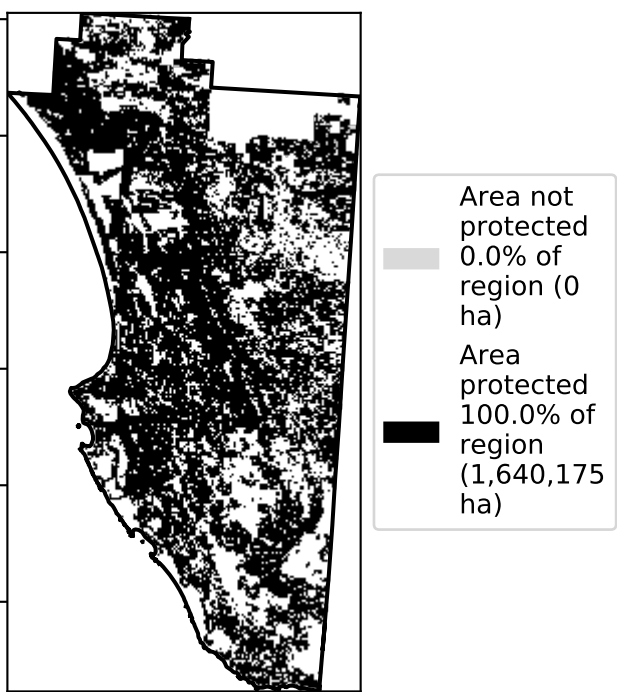 Area not
protected
0.0% of
region (0
ha)
Area
protected
100.0% of
region
(1,640,175
ha)